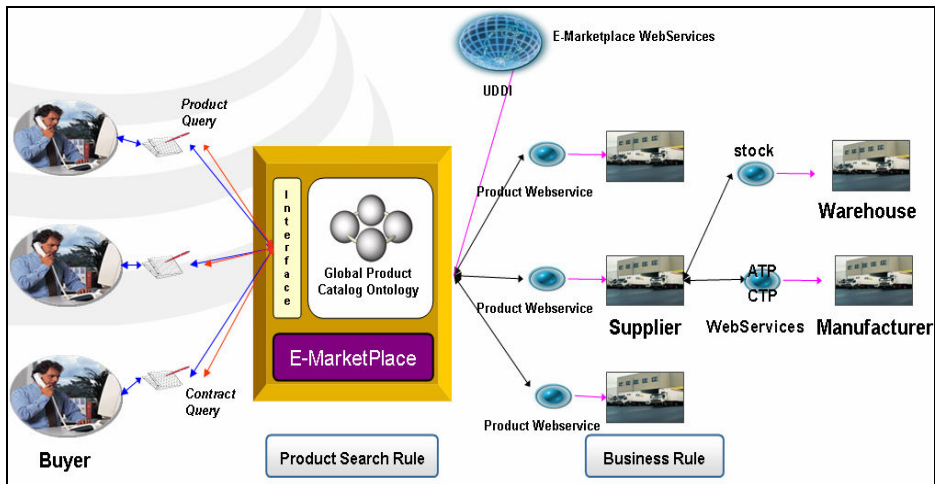 E-Marketplace WebServices
UDDI
Product
Query
Interface
Global Product
Catalog Ontology
E-MarketPlace
Contract
Query
Buyer
Product Search Rule
Product Webservice
Product Webservice
Product Webservice
Supplier
Business Rule
stock
Warehouse
ATP
CTP
WebServices
Manufacturer